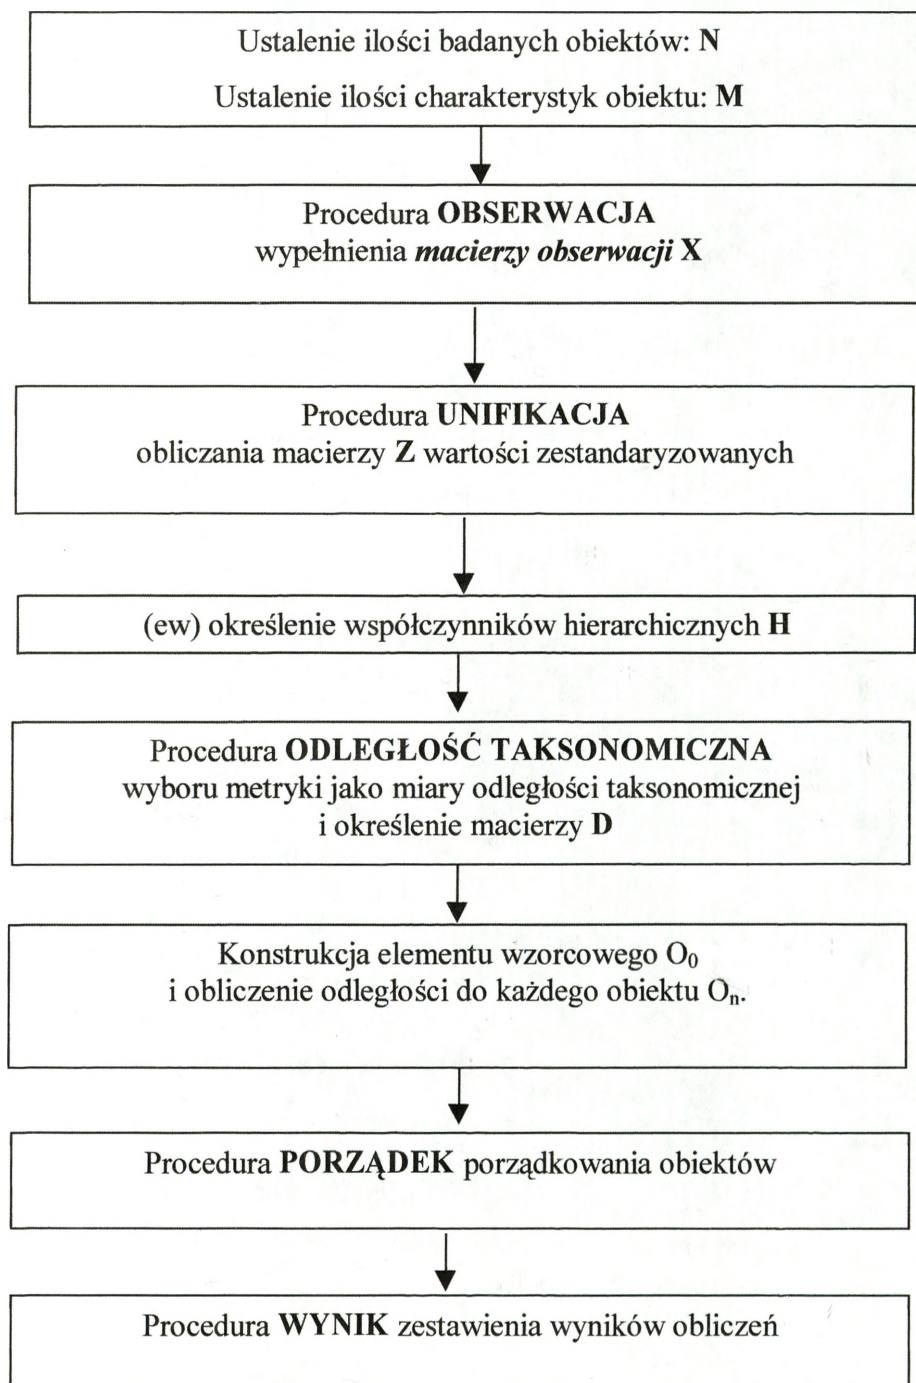 Ustalenie ilości badanych obiektów: N
Ustalenie ilości charakterystyk obiektu: M
Procedura OBSERWACJA
wypełnienia macierzy obserwacji X
Procedura UNIFIKACJA
obliczania macierzy Z wartości zestandaryzowanych
(ew) określenie współczynników hierarchicznych H
Procedura ODLEGŁOŚĆ TAKSONOMICZNA
wyboru metryki jako miary odległości taksonomicznej
i określenie macierzy D
Konstrukcja elementu wzorcowego O₀
i obliczenie odległości do każdego obiektu Oₙ.
Procedura PORZĄDEK porządkowania obiektów
Procedura WYNIK zestawienia wyników obliczeń